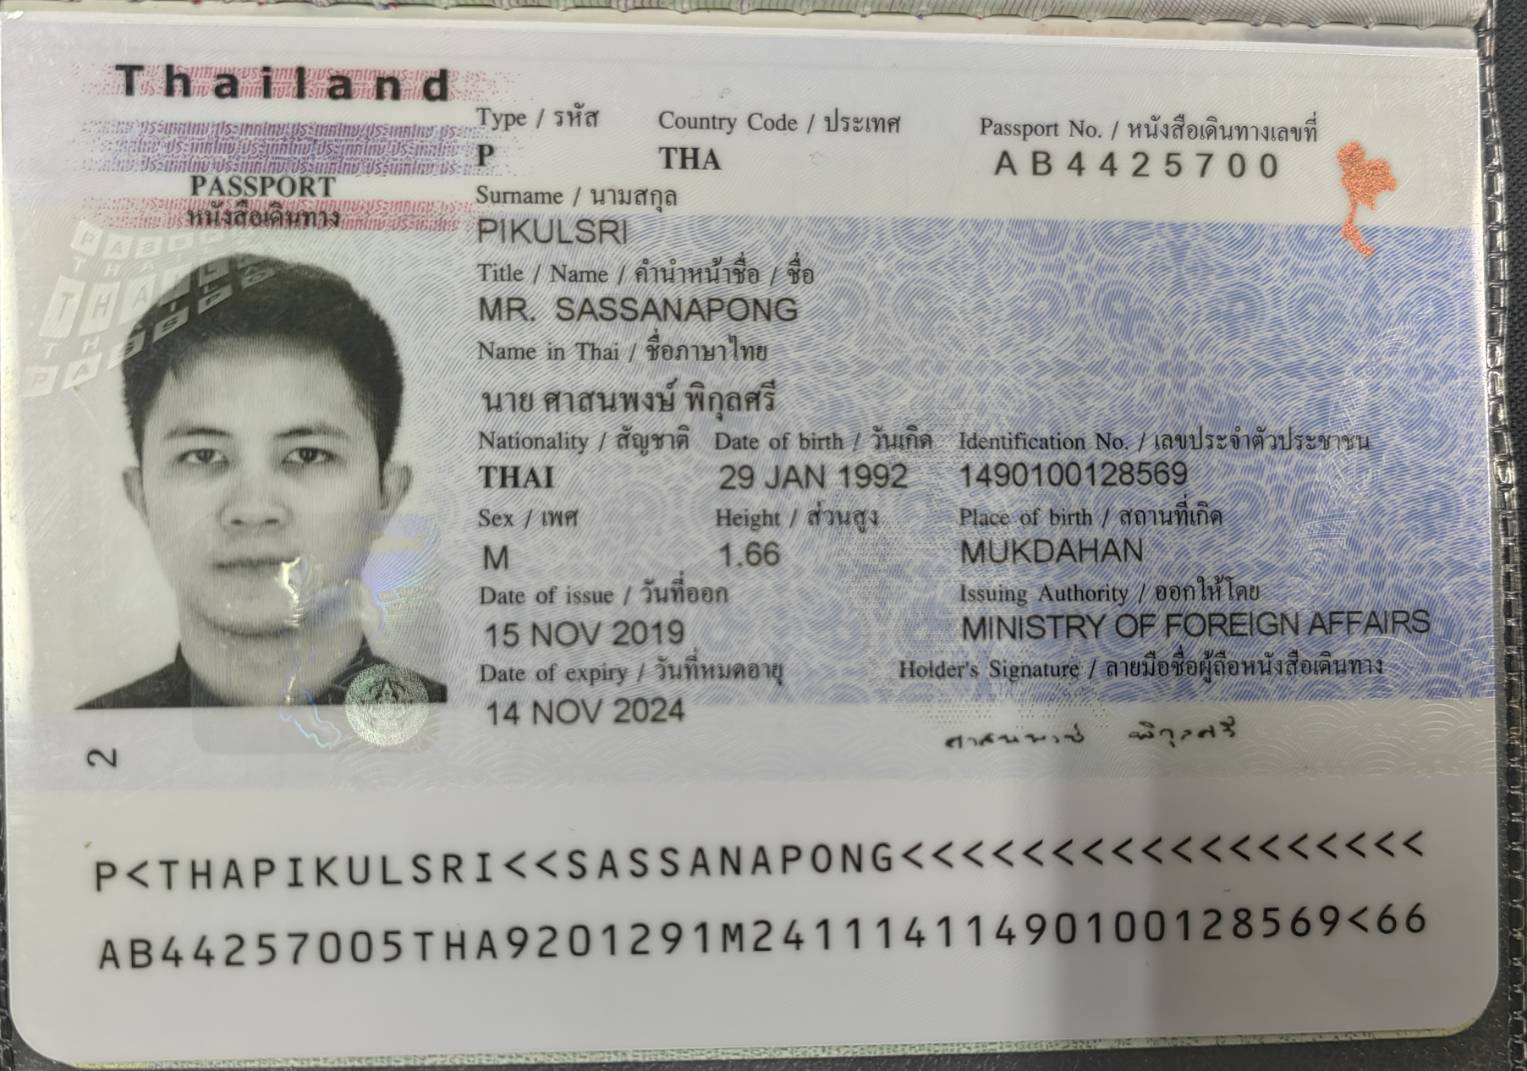 Thailand
PASSPORT
หนังสือเดินทาง
Type / รหัส Country Code / ประเทศ Passport No. / หนังสือเดินทางเลขที่
P THA AB4425700
Surname / นามสกุล
PIKULSRI
Title / Name / คำนำหน้าชื่อ / ชื่อ
MR. SASSANAPONG
Name in Thai / ชื่อภาษาไทย
นาย ศาสนพงษ์ พิกุลศรี
Nationality / สัญชาติ Date of birth / วันเกิด Identification No. / เลขประจำตัวประชาชน
THAI 29 JAN 1992 1490100128569
Sex / เพศ Height / ส่วนสูง Place of birth / สถานที่เกิด
M 1.66 MUKDAHAN
Date of issue / วันที่ออก Issuing Authority / ออกให้โดย
15 NOV 2019 MINISTRY OF FOREIGN AFFAIRS
Date of expiry / วันที่หมดอายุ Holder's Signature / ลายมือชื่อผู้ถือหนังสือเดินทาง
14 NOV 2024
ศาสนพงษ์ พิกุลศรี
2
P<THAPIKULSRI<<SASSANAPONG<<<<<<<<<<<<<<<<<<
AB44257005THA9201291M24111411490100128569<66